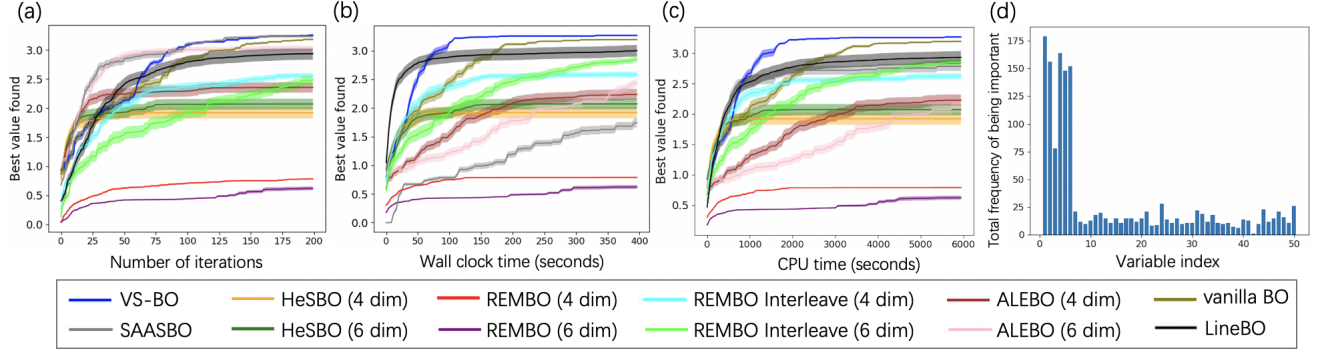 (a)
Best value found
3.0
2.5
2.0
1.5
1.0
0.5
0.0
0 25 50 75 100 125 150 175 200
Number of iterations
(b)
Best value found
3.0
2.5
2.0
1.5
1.0
0.5
0.0
0 50 100 150 200 250 300 350 400
Wall clock time (seconds)
(c)
Best value found
3.0
2.5
2.0
1.5
1.0
0.5
0 1000 2000 3000 4000 5000 6000
CPU time (seconds)
(d)
Total frequency of being important
175
150
125
100
75
50
25
0
0 10 20 30 40 50
Variable index
VS-BO HeSBO (4 dim) REMBO (4 dim) REMBO Interleave (4 dim) ALEBO (4 dim) vanilla BO
SAASBO HeSBO (6 dim) REMBO (6 dim) REMBO Interleave (6 dim) ALEBO (6 dim) LineBO